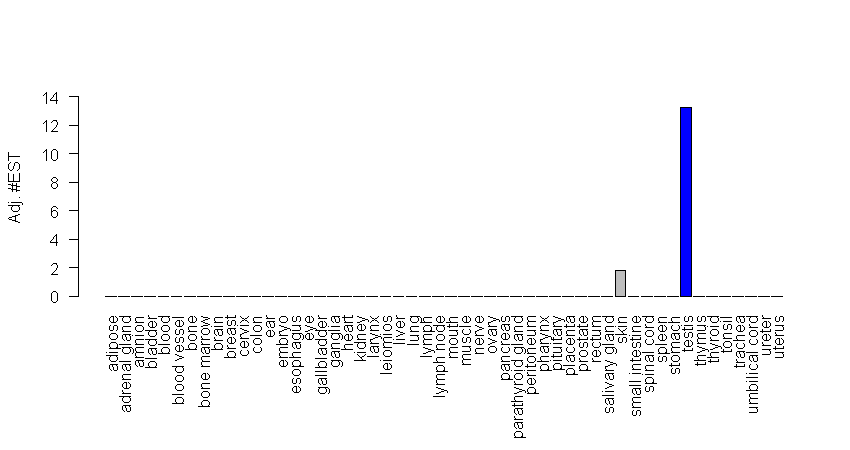 Adj. #EST
14
12
10
8
6
4
2
0
adipose
adrenal gland
amnion
bladder
blood
blood vessel
bone
bone marrow
brain
breast
cervix
colon
ear
embryo
esophagus
eye
gallbladder
ganglia
heart
kidney
larynx
leiomios
liver
lung
lymph
lymph node
mouth
muscle
nerve
ovary
pancreas
parathyroid gland
peritoneum
pharynx
pituitary
placenta
prostate
rectum
salivary gland
skin
small intestine
spinal cord
spleen
stomach
testis
thymus
thyroid
tonsil
trachea
umbilical cord
ureter
uterus